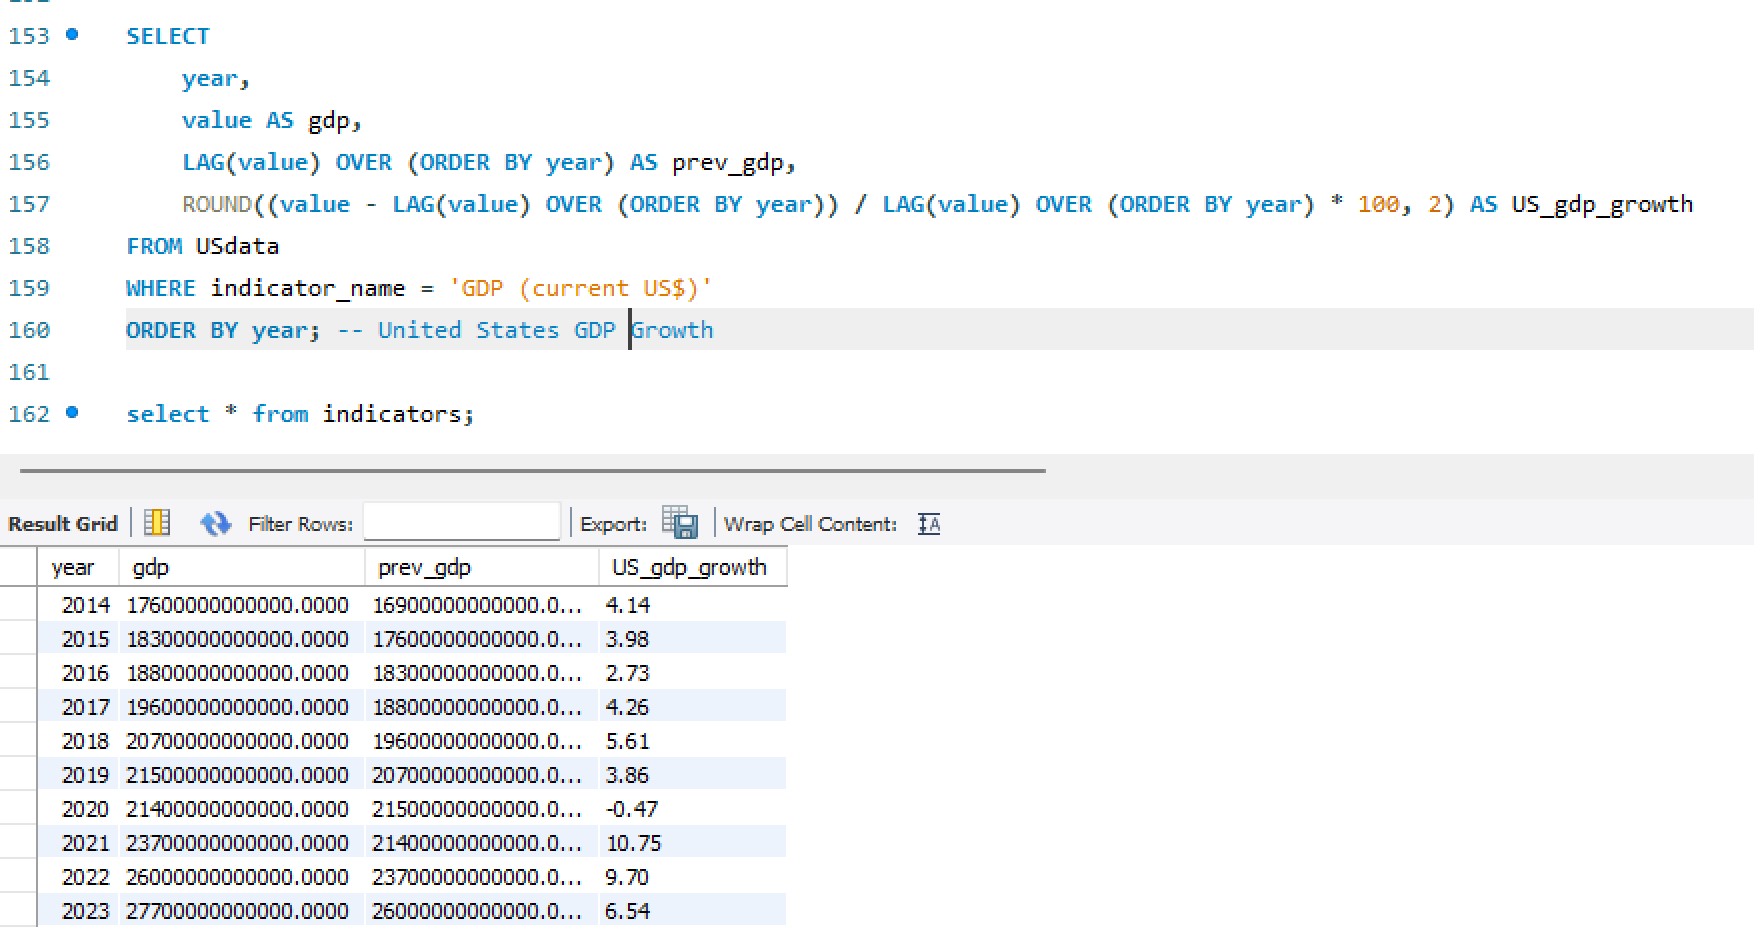 153 SELECT
154 year,
155 value AS gdp,
156 LAG(value) OVER (ORDER BY year) AS prev_gdp,
157 ROUND((value - LAG(value) OVER (ORDER BY year)) / LAG(value) OVER (ORDER BY year) * 100, 2) AS US_gdp_growth
158 FROM USdata
159 WHERE indicator_name = 'GDP (current US$)'
160 ORDER BY year; -- United States GDP Growth
161
162 select * from indicators;
Result Grid Filter Rows: Export: Wrap Cell Content:
year gdp prev_gdp US_gdp_growth
2014 17600000000000.0000 16900000000000.0... 4.14
2015 18300000000000.0000 17600000000000.0... 3.98
2016 18800000000000.0000 18300000000000.0... 2.73
2017 19600000000000.0000 18800000000000.0... 4.26
2018 20700000000000.0000 19600000000000.0... 5.61
2019 21500000000000.0000 20700000000000.0... 3.86
2020 21400000000000.0000 21500000000000.0... -0.47
2021 23700000000000.0000 21400000000000.0... 10.75
2022 26000000000000.0000 23700000000000.0... 9.70
2023 27700000000000.0000 26000000000000.0... 6.54